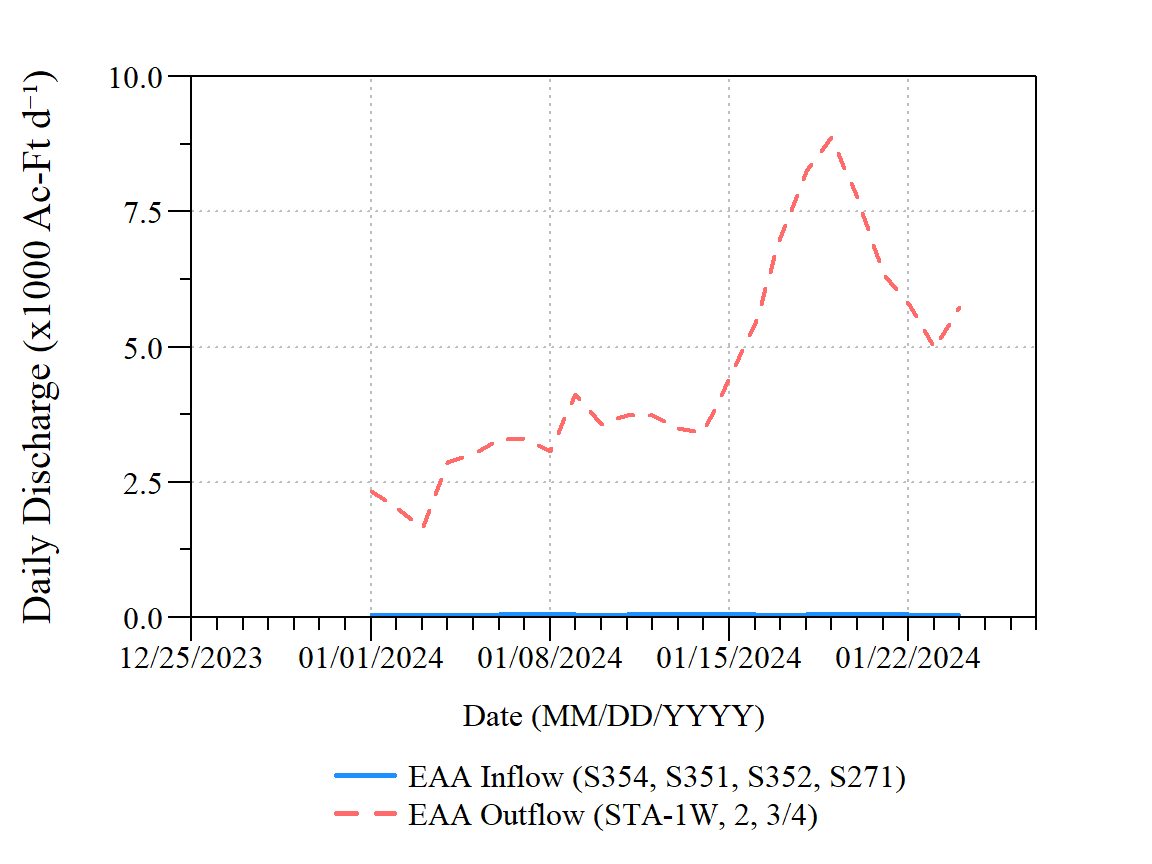 Daily Discharge (x1000 Ac-Ft d⁻¹)
10.0
7.5
5.0
2.5
0.0
12/25/2023 01/01/2024 01/08/2024 01/15/2024 01/22/2024
Date (MM/DD/YYYY)
EAA Inflow (S354, S351, S352, S271)
EAA Outflow (STA-1W, 2, 3/4)